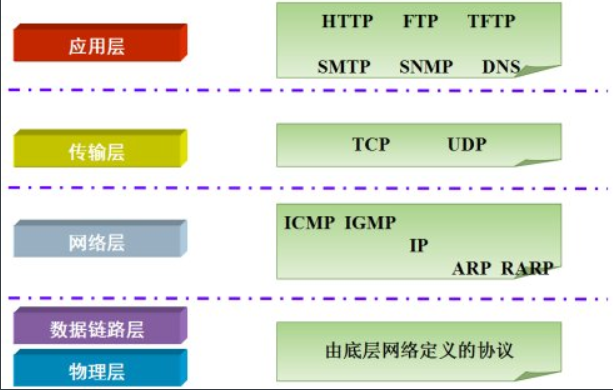 应用层
HTTP FTP TFTP
SMTP SNMP DNS
传输层
TCP UDP
网络层
ICMP IGMP
IP
ARP RARP
数据链路层
物理层
由底层网络定义的协议